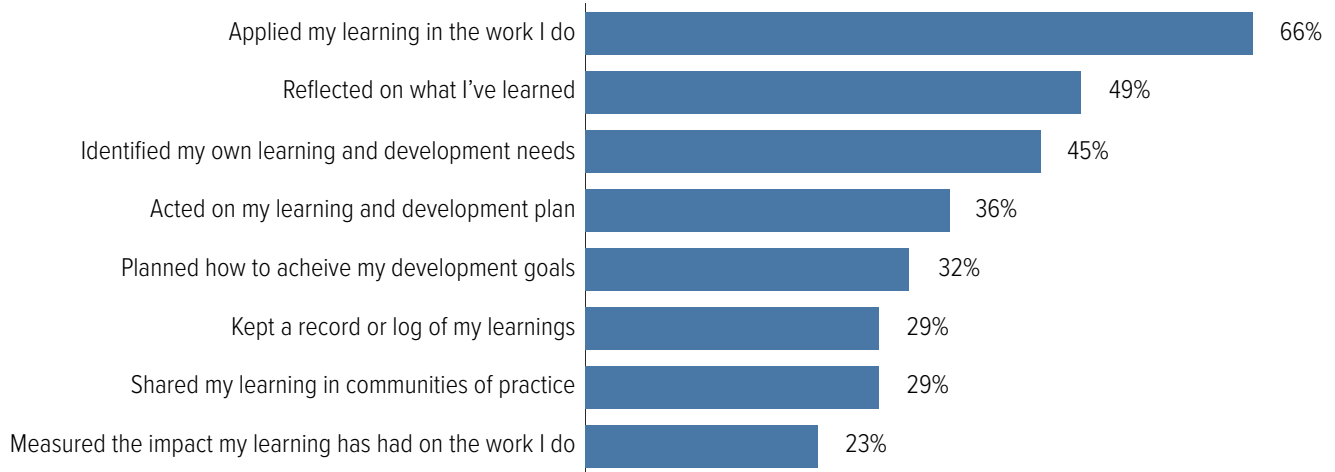 Applied my learning in the work I do 66%
Reflected on what I’ve learned 49%
Identified my own learning and development needs 45%
Acted on my learning and development plan 36%
Planned how to acheive my development goals 32%
Kept a record or log of my learnings 29%
Shared my learning in communities of practice 29%
Measured the impact my learning has had on the work I do 23%